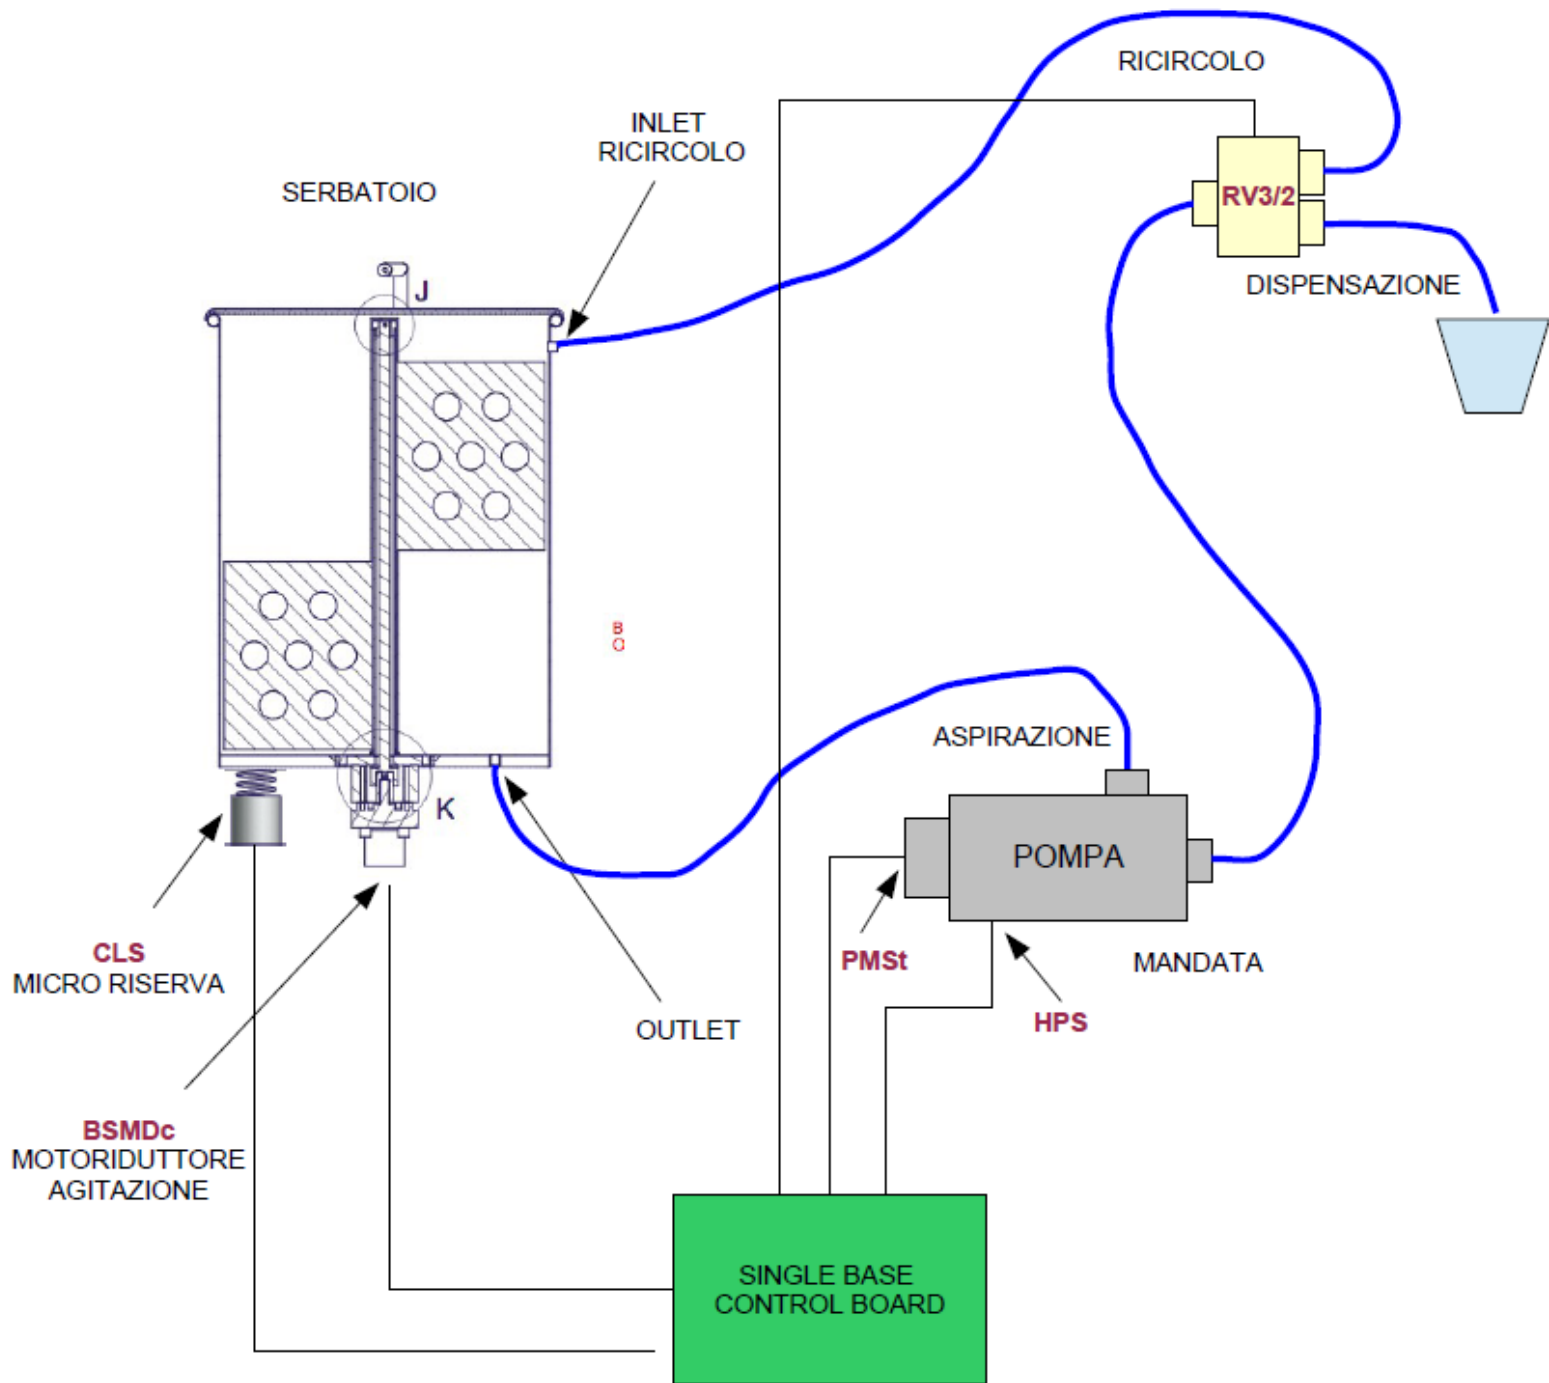 RICIRCOLO
INLET
RICIRCOLO
SERBATOIO
RV3/2
J
DISPENSAZIONE
B
O
ASPIRAZIONE
K
POMPA
CLS
MICRO RISERVA
PMSt
MANDATA
HPS
OUTLET
BSMDc
MOTORIDUTTORE
AGITAZIONE
SINGLE BASE
CONTROL BOARD